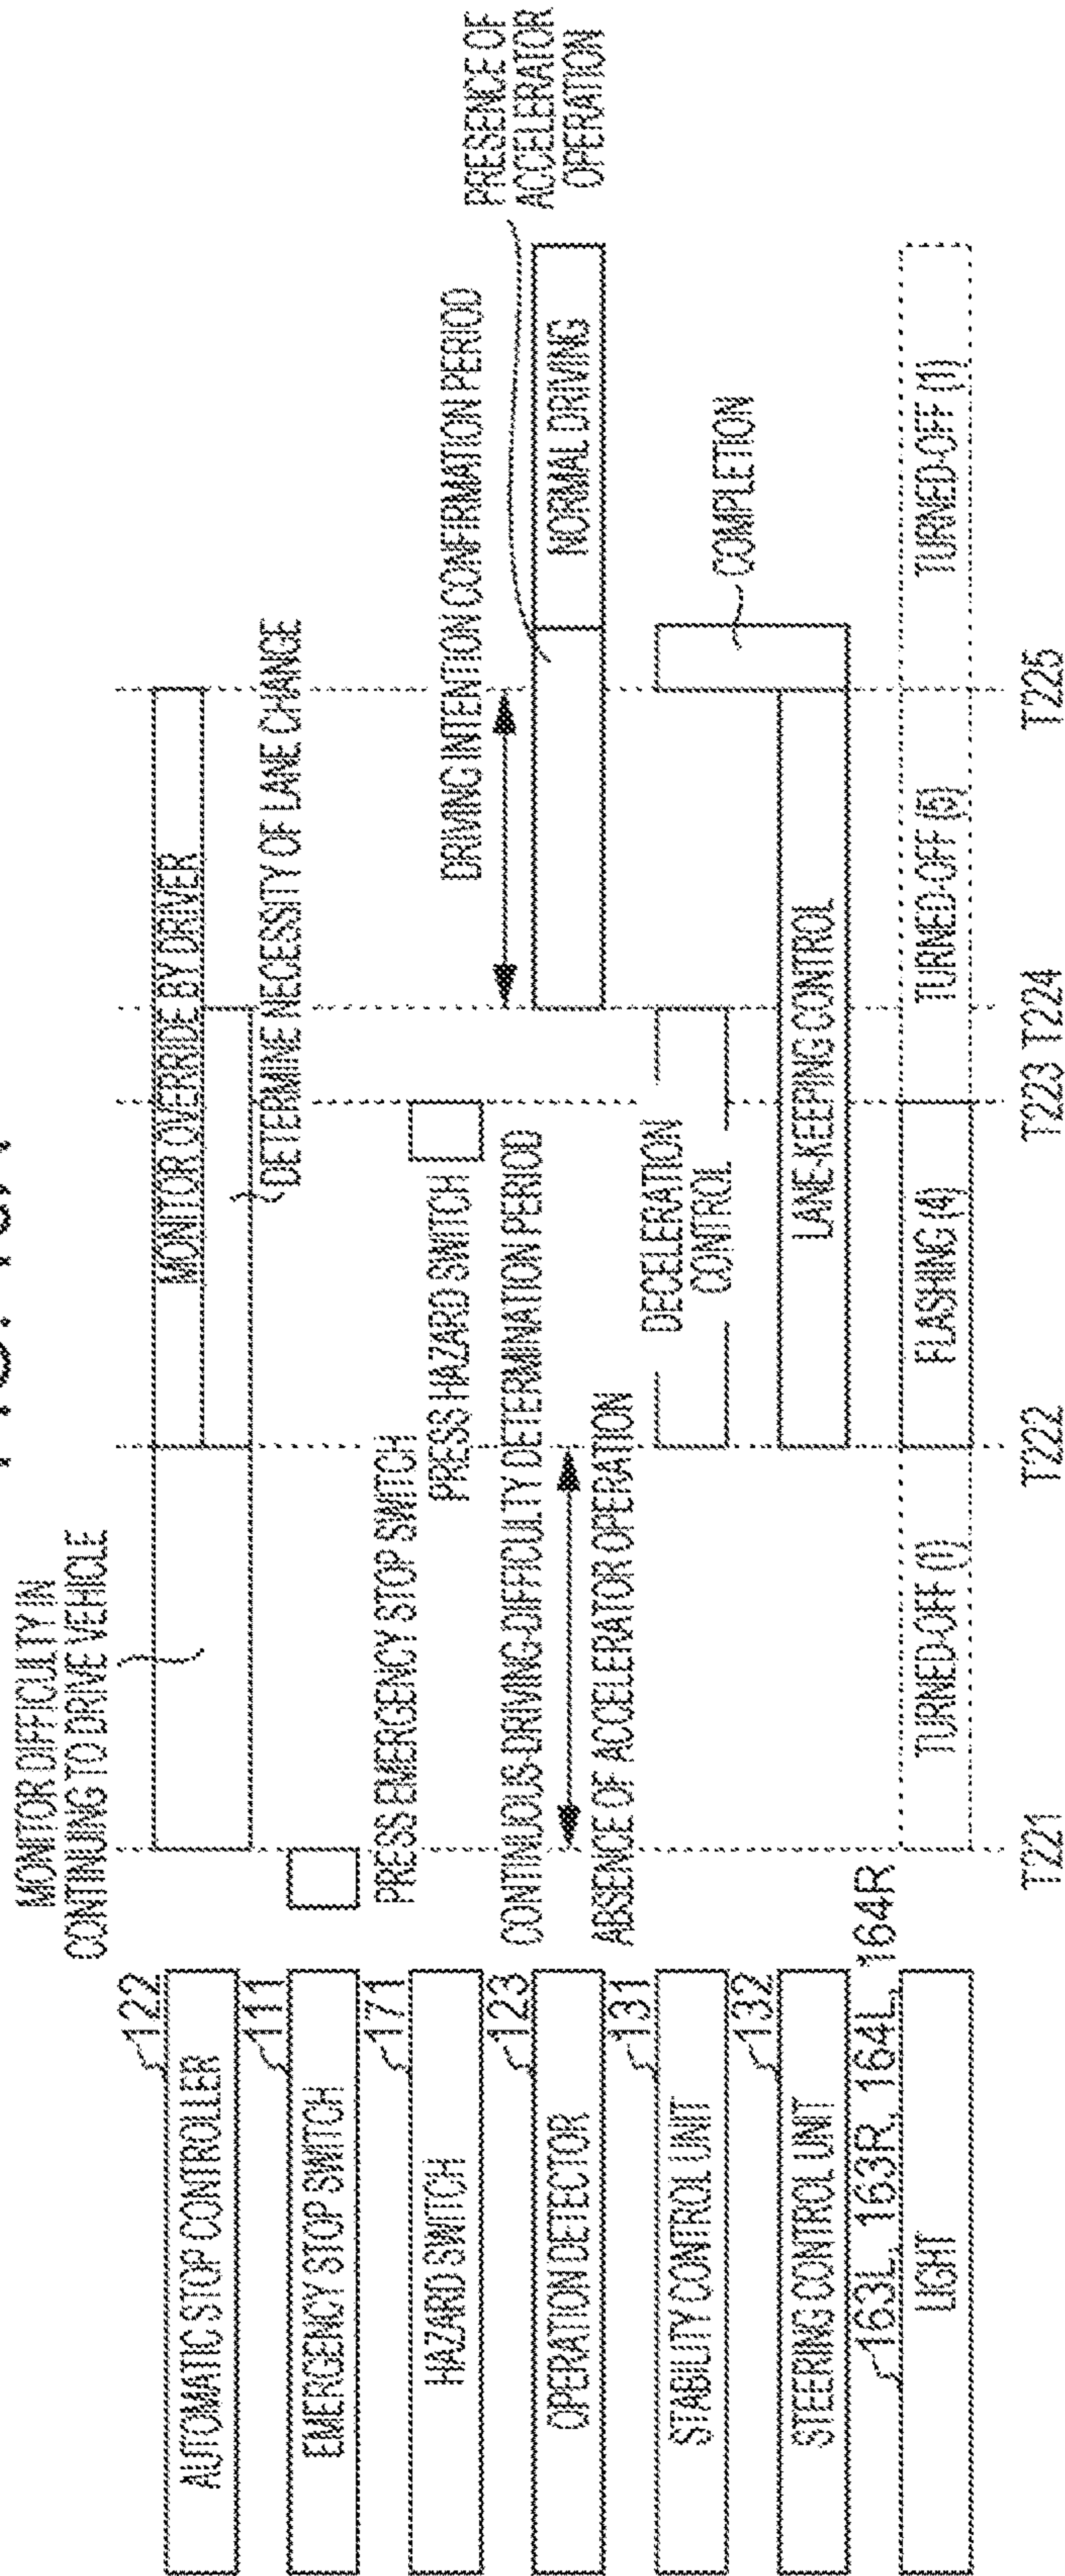 MONITOR DIFFICULTY IN
CONTINUING TO DRIVE VEHICLE
122
AUTOMATIC STOP CONTROLLER
MONITOR OVERRIDE BY DRIVER
DETERMINE NECESSITY OF LANE CHANGE
111
EMERGENCY STOP SWITCH
PRESS EMERGENCY STOP SWITCH
171
HAZARD SWITCH
PRESS HAZARD SWITCH
DRIVING INTENTION CONFIRMATION PERIOD
PRESENCE OF
ACCELERATOR
OPERATION
CONTINUOUS-DRIVING-DIFFICULTY DETERMINATION PERIOD
123
OPERATION DETECTOR
NORMAL DRIVING
ABSENCE OF ACCELERATOR OPERATION
131
STABILITY CONTROL UNIT
DECELERATION
CONTROL
COMPLETION
132
STEERING CONTROL UNIT
LANE-KEEPING CONTROL
163L, 163R, 164L, 164R
LIGHT
TURNED-OFF (1)
FLASHING (4)
TURNED-OFF (5)
TURNED-OFF (1)
T221
T222
T223
T224
T225